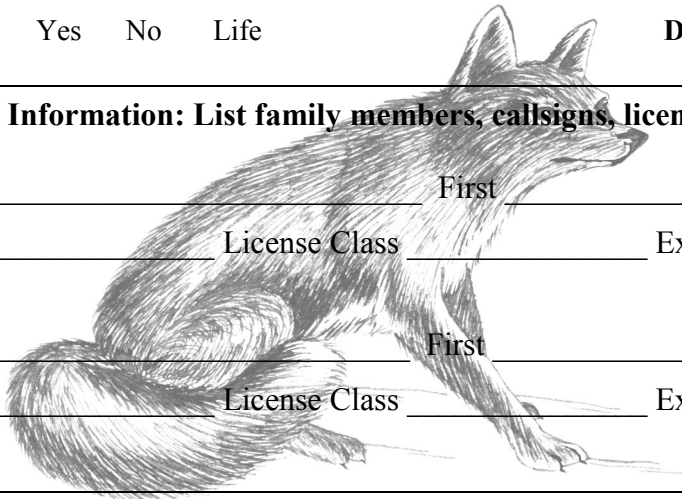 Yes No Life D
Information: List family members, callsigns, licen
First
License Class Ex
First
License Class Ex